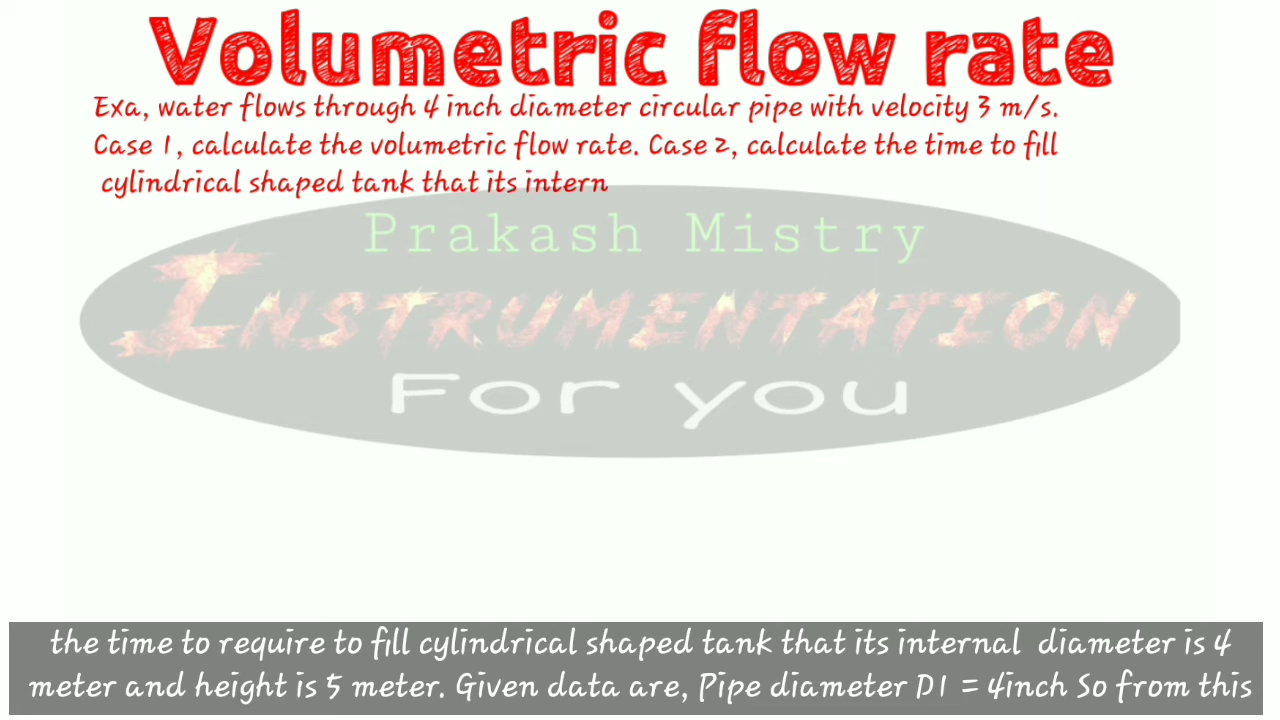 Volumetric flow rate
Exa, water flows through 4 inch diameter circular pipe with velocity 3 m/s.
Case 1, calculate the volumetric flow rate. Case 2, calculate the time to fill
cylindrical shaped tank that its intern
Prakash Mistry
INSTRUMENTATION
For you
the time to require to fill cylindrical shaped tank that its internal diameter is 4
meter and height is 5 meter. Given data are, Pipe diameter D1 = 4inch So from this